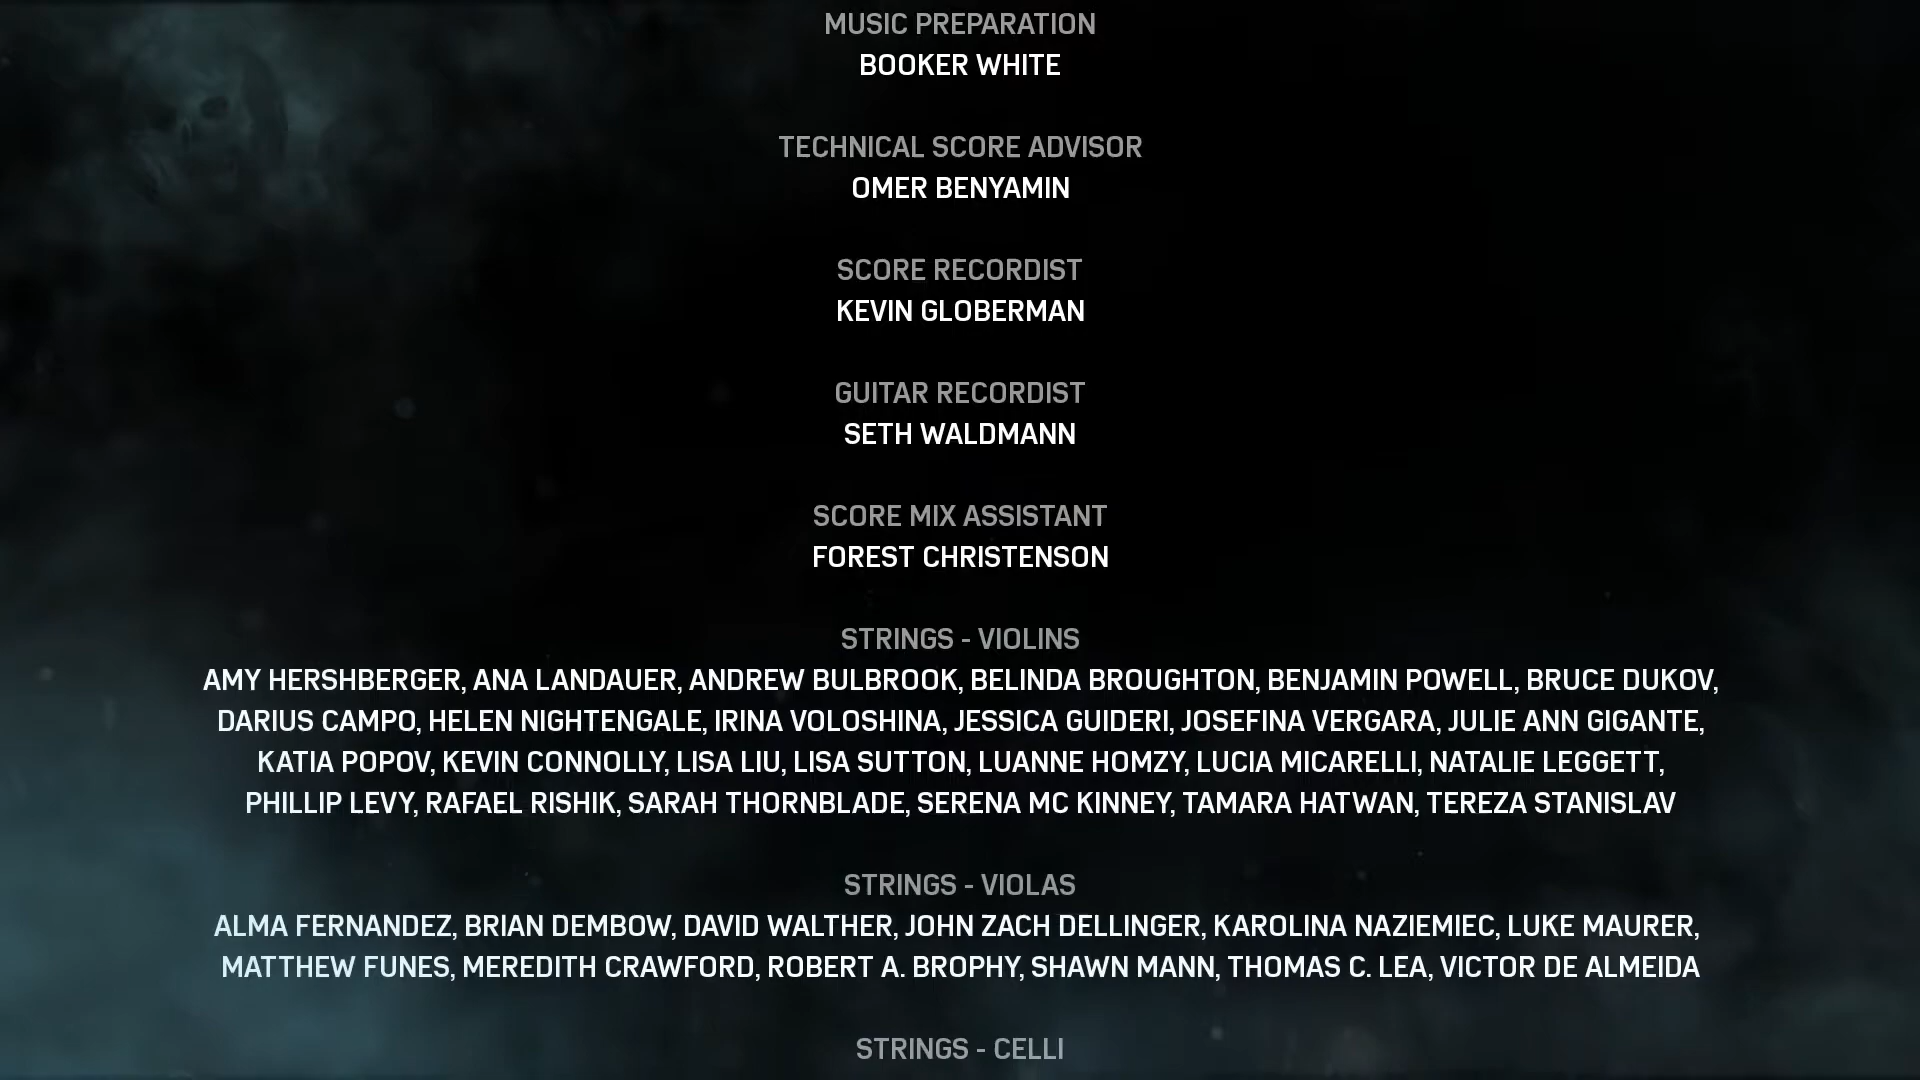 MUSIC PREPARATION
BOOKER WHITE
TECHNICAL SCORE ADVISOR
OMER BENYAMIN
SCORE RECORDIST
KEVIN GLOBERMAN
GUITAR RECORDIST
SETH WALDMANN
SCORE MIX ASSISTANT
FOREST CHRISTENSON
STRINGS - VIOLINS
AMY HERSHBERGER, ANA LANDAUER, ANDREW BULBROOK, BELINDA BROUGHTON, BENJAMIN POWELL, BRUCE DUKOV,
DARIUS CAMPO, HELEN NIGHTENGALE, IRINA VOLOSHINA, JESSICA GUIDERI, JOSEFINA VERGARA, JULIE ANN GIGANTE,
KATIA POPOV, KEVIN CONNOLLY, LISA LIU, LISA SUTTON, LUANNE HOMZY, LUCIA MICARELLI, NATALIE LEGGETT,
PHILLIP LEVY, RAFAEL RISHIK, SARAH THORNBLADE, SERENA MC KINNEY, TAMARA HATWAN, TEREZA STANISLAV
STRINGS - VIOLAS
ALMA FERNANDEZ, BRIAN DEMBOW, DAVID WALTHER, JOHN ZACH DELLINGER, KAROLINA NAZIEMIEC, LUKE MAURER,
MATTHEW FUNES, MEREDITH CRAWFORD, ROBERT A. BROPHY, SHAWN MANN, THOMAS C. LEA, VICTOR DE ALMEIDA
STRINGS - CELLI